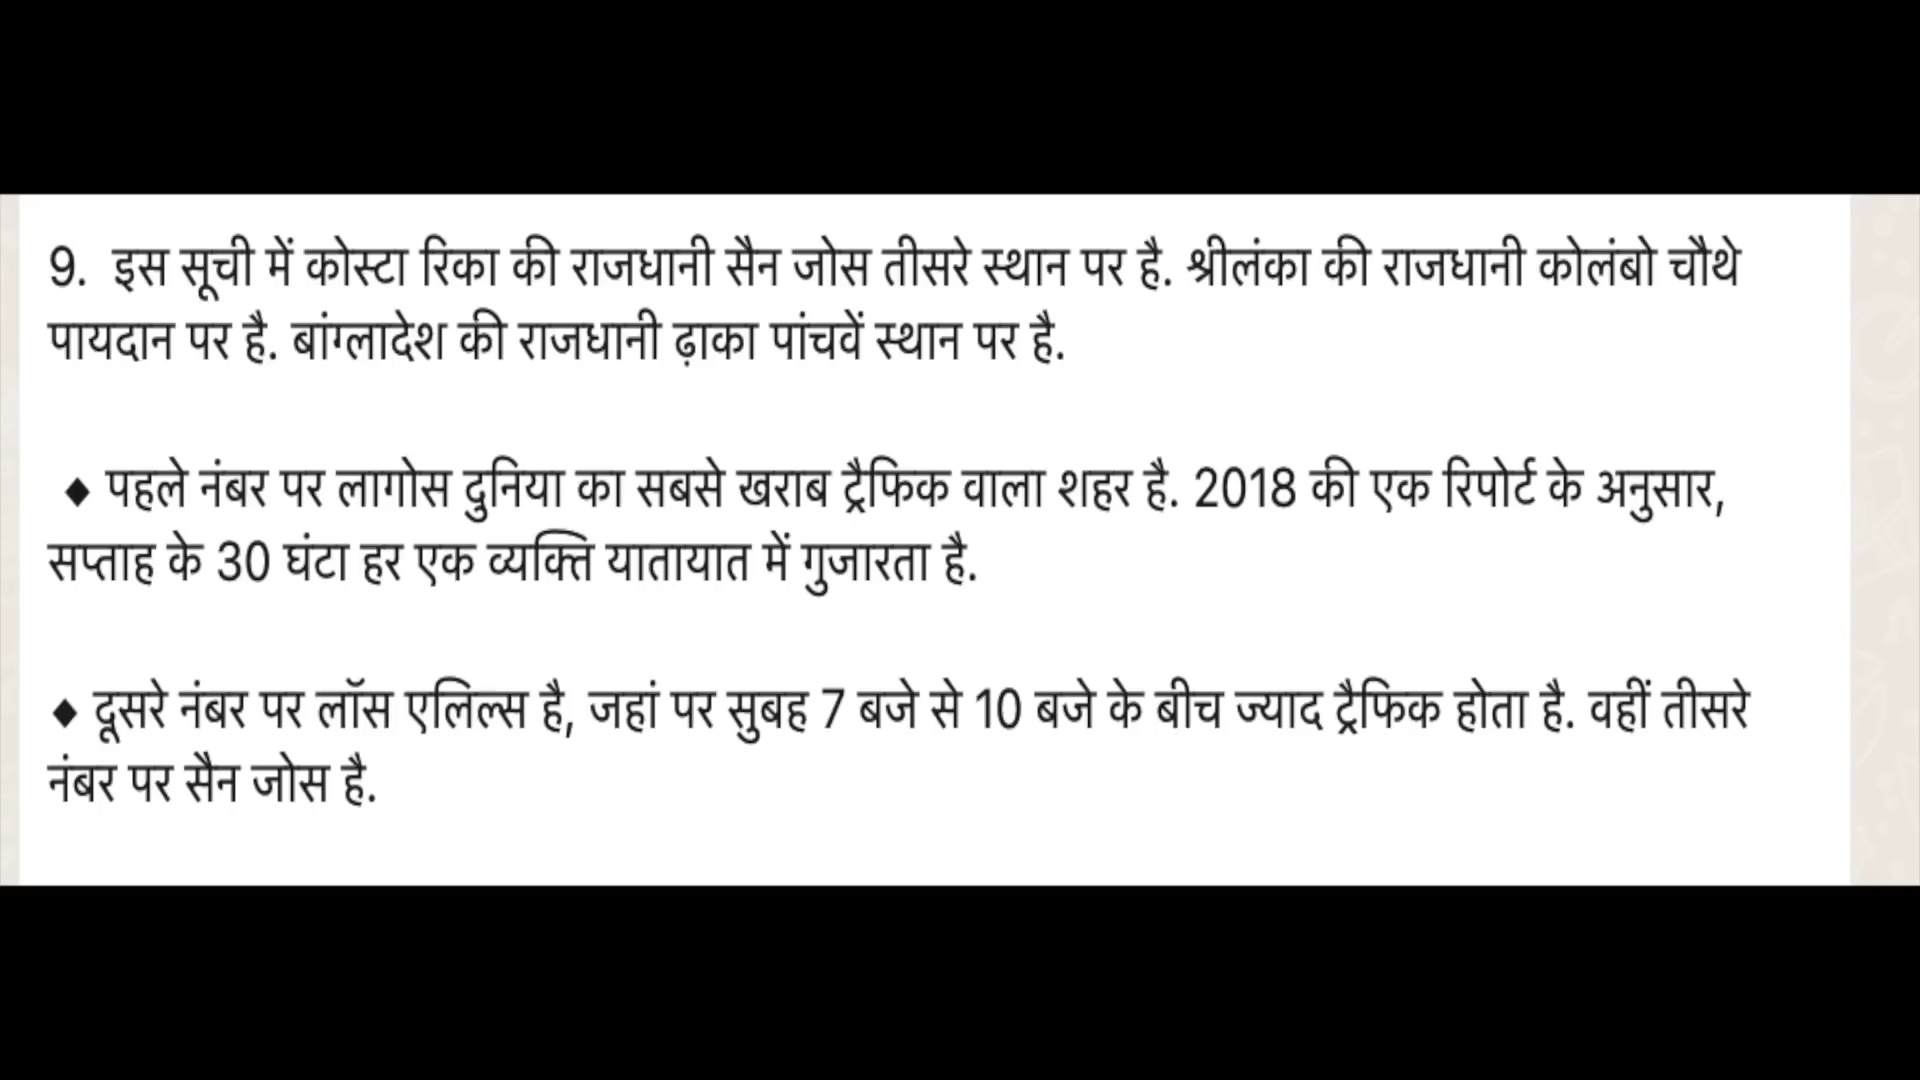 9. इस सूची में कोस्टा रिका की राजधानी सैन जोस तीसरे स्थान पर है. श्रीलंका की राजधानी कोलंबो चौथे
पायदान पर है. बांग्लादेश की राजधानी ढ़ाका पांचवें स्थान पर है.
♦ पहले नंबर पर लागोस दुनिया का सबसे खराब ट्रैफिक वाला शहर है. 2018 की एक रिपोर्ट के अनुसार,
सप्ताह के 30 घंटा हर एक व्यक्ति यातायात में गुजारता है.
♦ दूसरे नंबर पर लॉस एलिल्स है, जहां पर सुबह 7 बजे से 10 बजे के बीच ज्याद ट्रैफिक होता है. वहीं तीसरे
नंबर पर सैन जोस है.